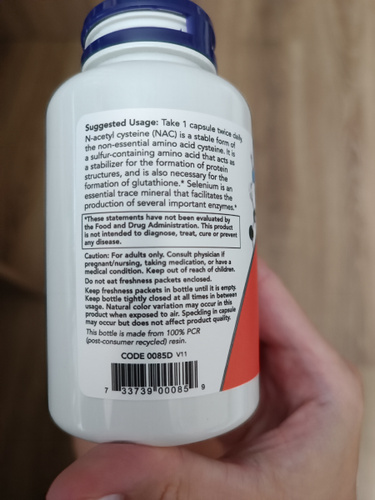 Suggested Usage: Take 1 capsule twice daily.
N-acetyl cysteine (NAC) is a stable form of
the non-essential amino acid cysteine. It is
a sulfur-containing amino acid that acts as
a stabilizer for the formation of protein
structures, and is also necessary for the
formation of glutathione.* Selenium is an
essential trace mineral that facilitates the
production of several important enzymes.*
*These statements have not been evaluated by
the Food and Drug Administration. This product
is not intended to diagnose, treat, cure or prevent
any disease.
Caution: For adults only. Consult physician if
pregnant/nursing, taking medication, or have a
medical condition. Keep out of reach of children.
Do not eat freshness packets enclosed.
Keep freshness packets in bottle until it is empty.
Keep bottle tightly closed at all times in between
usage. Natural color variation may occur in this
product when exposed to air. Speckling in capsule
may occur but does not affect product quality.
This bottle is made from 100% PCR
(post-consumer recycled) resin.
CODE 0085D V11
7 33739 00085 9